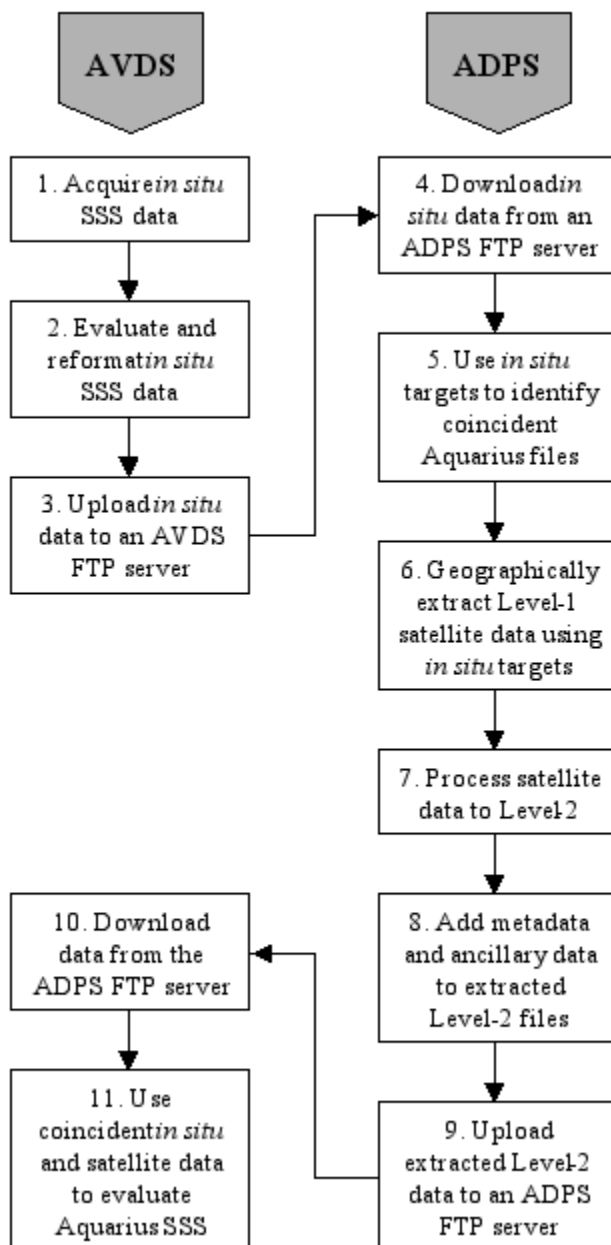 AVDS
1. Acquire in situ
SSS data
2. Evaluate and
reformat in situ
SSS data
3. Upload in situ
data to an AVDS
FTP server
10. Download
data from the
ADPS FTP server
11. Use
coincident in situ
and satellite data
to evaluate
Aquarius SSS
ADPS
4. Download in
situ data from an
ADPS FTP server
5. Use in situ
targets to identify
coincident
Aquarius files
6. Geographically
extract Level-1
satellite data using
in situ targets
7. Process satellite
data to Level-2
8. Add metadata
and ancillary data
to extracted
Level-2 files
9. Upload
extracted Level-2
data to an ADPS
FTP server